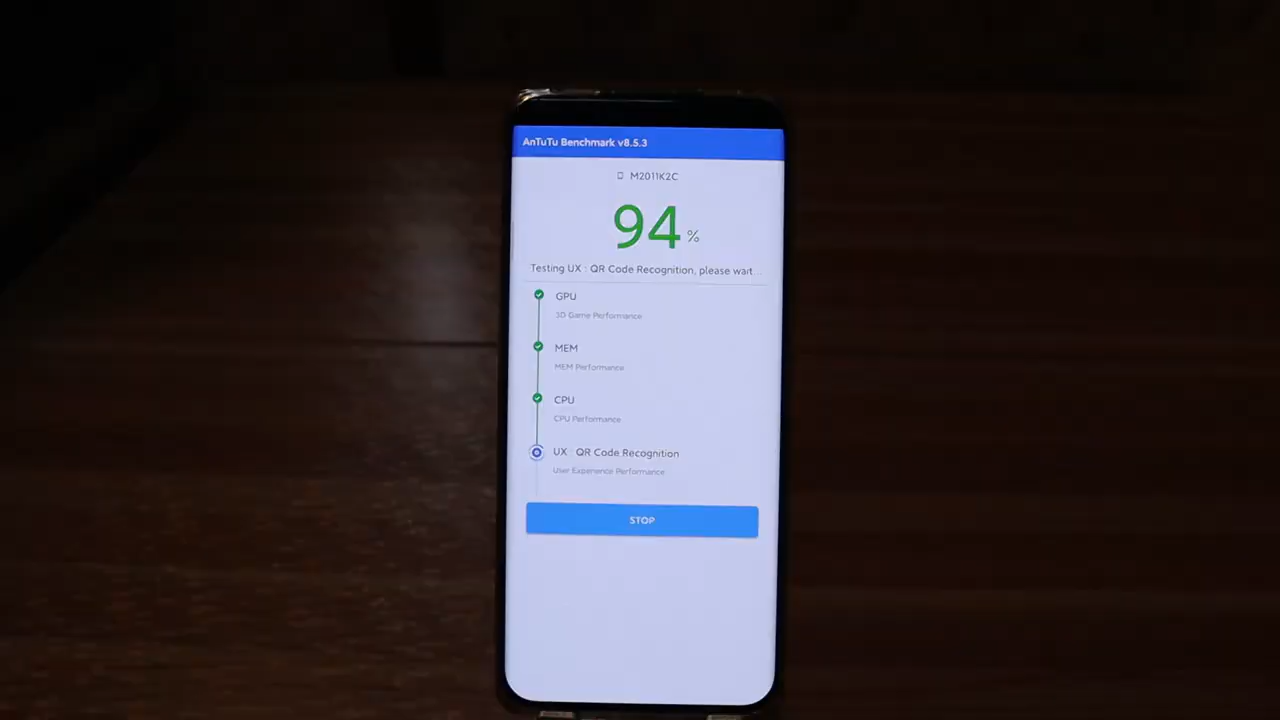 AnTuTu Benchmark v8.5.3
M2011K2C
94%
Testing UX : QR Code Recognition, please wait...
GPU
3D Game Performance
MEM
MEM Performance
CPU
CPU Performance
UX : QR Code Recognition
User Experience Performance
STOP